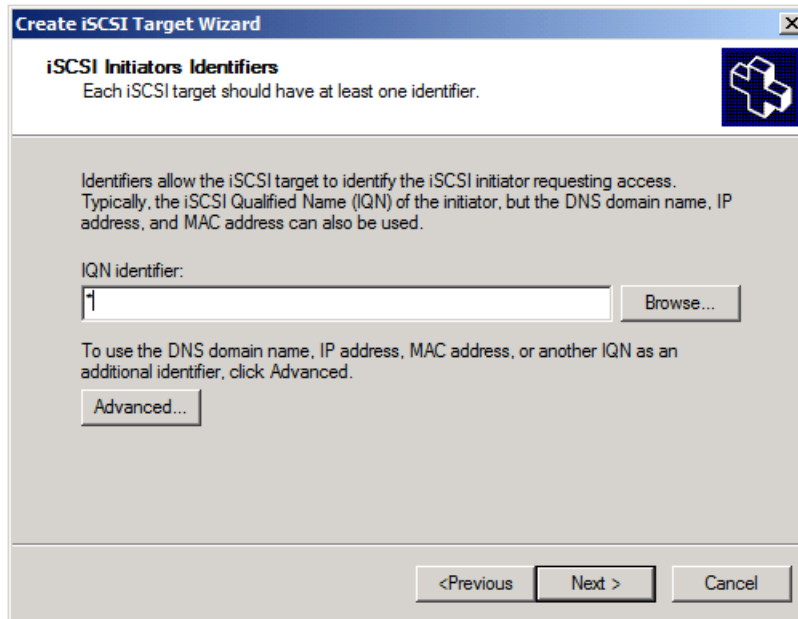 Create iSCSI Target Wizard
iSCSI Initiators Identifiers
Each iSCSI target should have at least one identifier.
Identifiers allow the iSCSI target to identify the iSCSI initiator requesting access.
Typically, the iSCSI Qualified Name (IQN) of the initiator, but the DNS domain name, IP
address, and MAC address can also be used.
IQN identifier:
*
Browse...
To use the DNS domain name, IP address, MAC address, or another IQN as an
additional identifier, click Advanced.
Advanced...
<Previous
Next >
Cancel